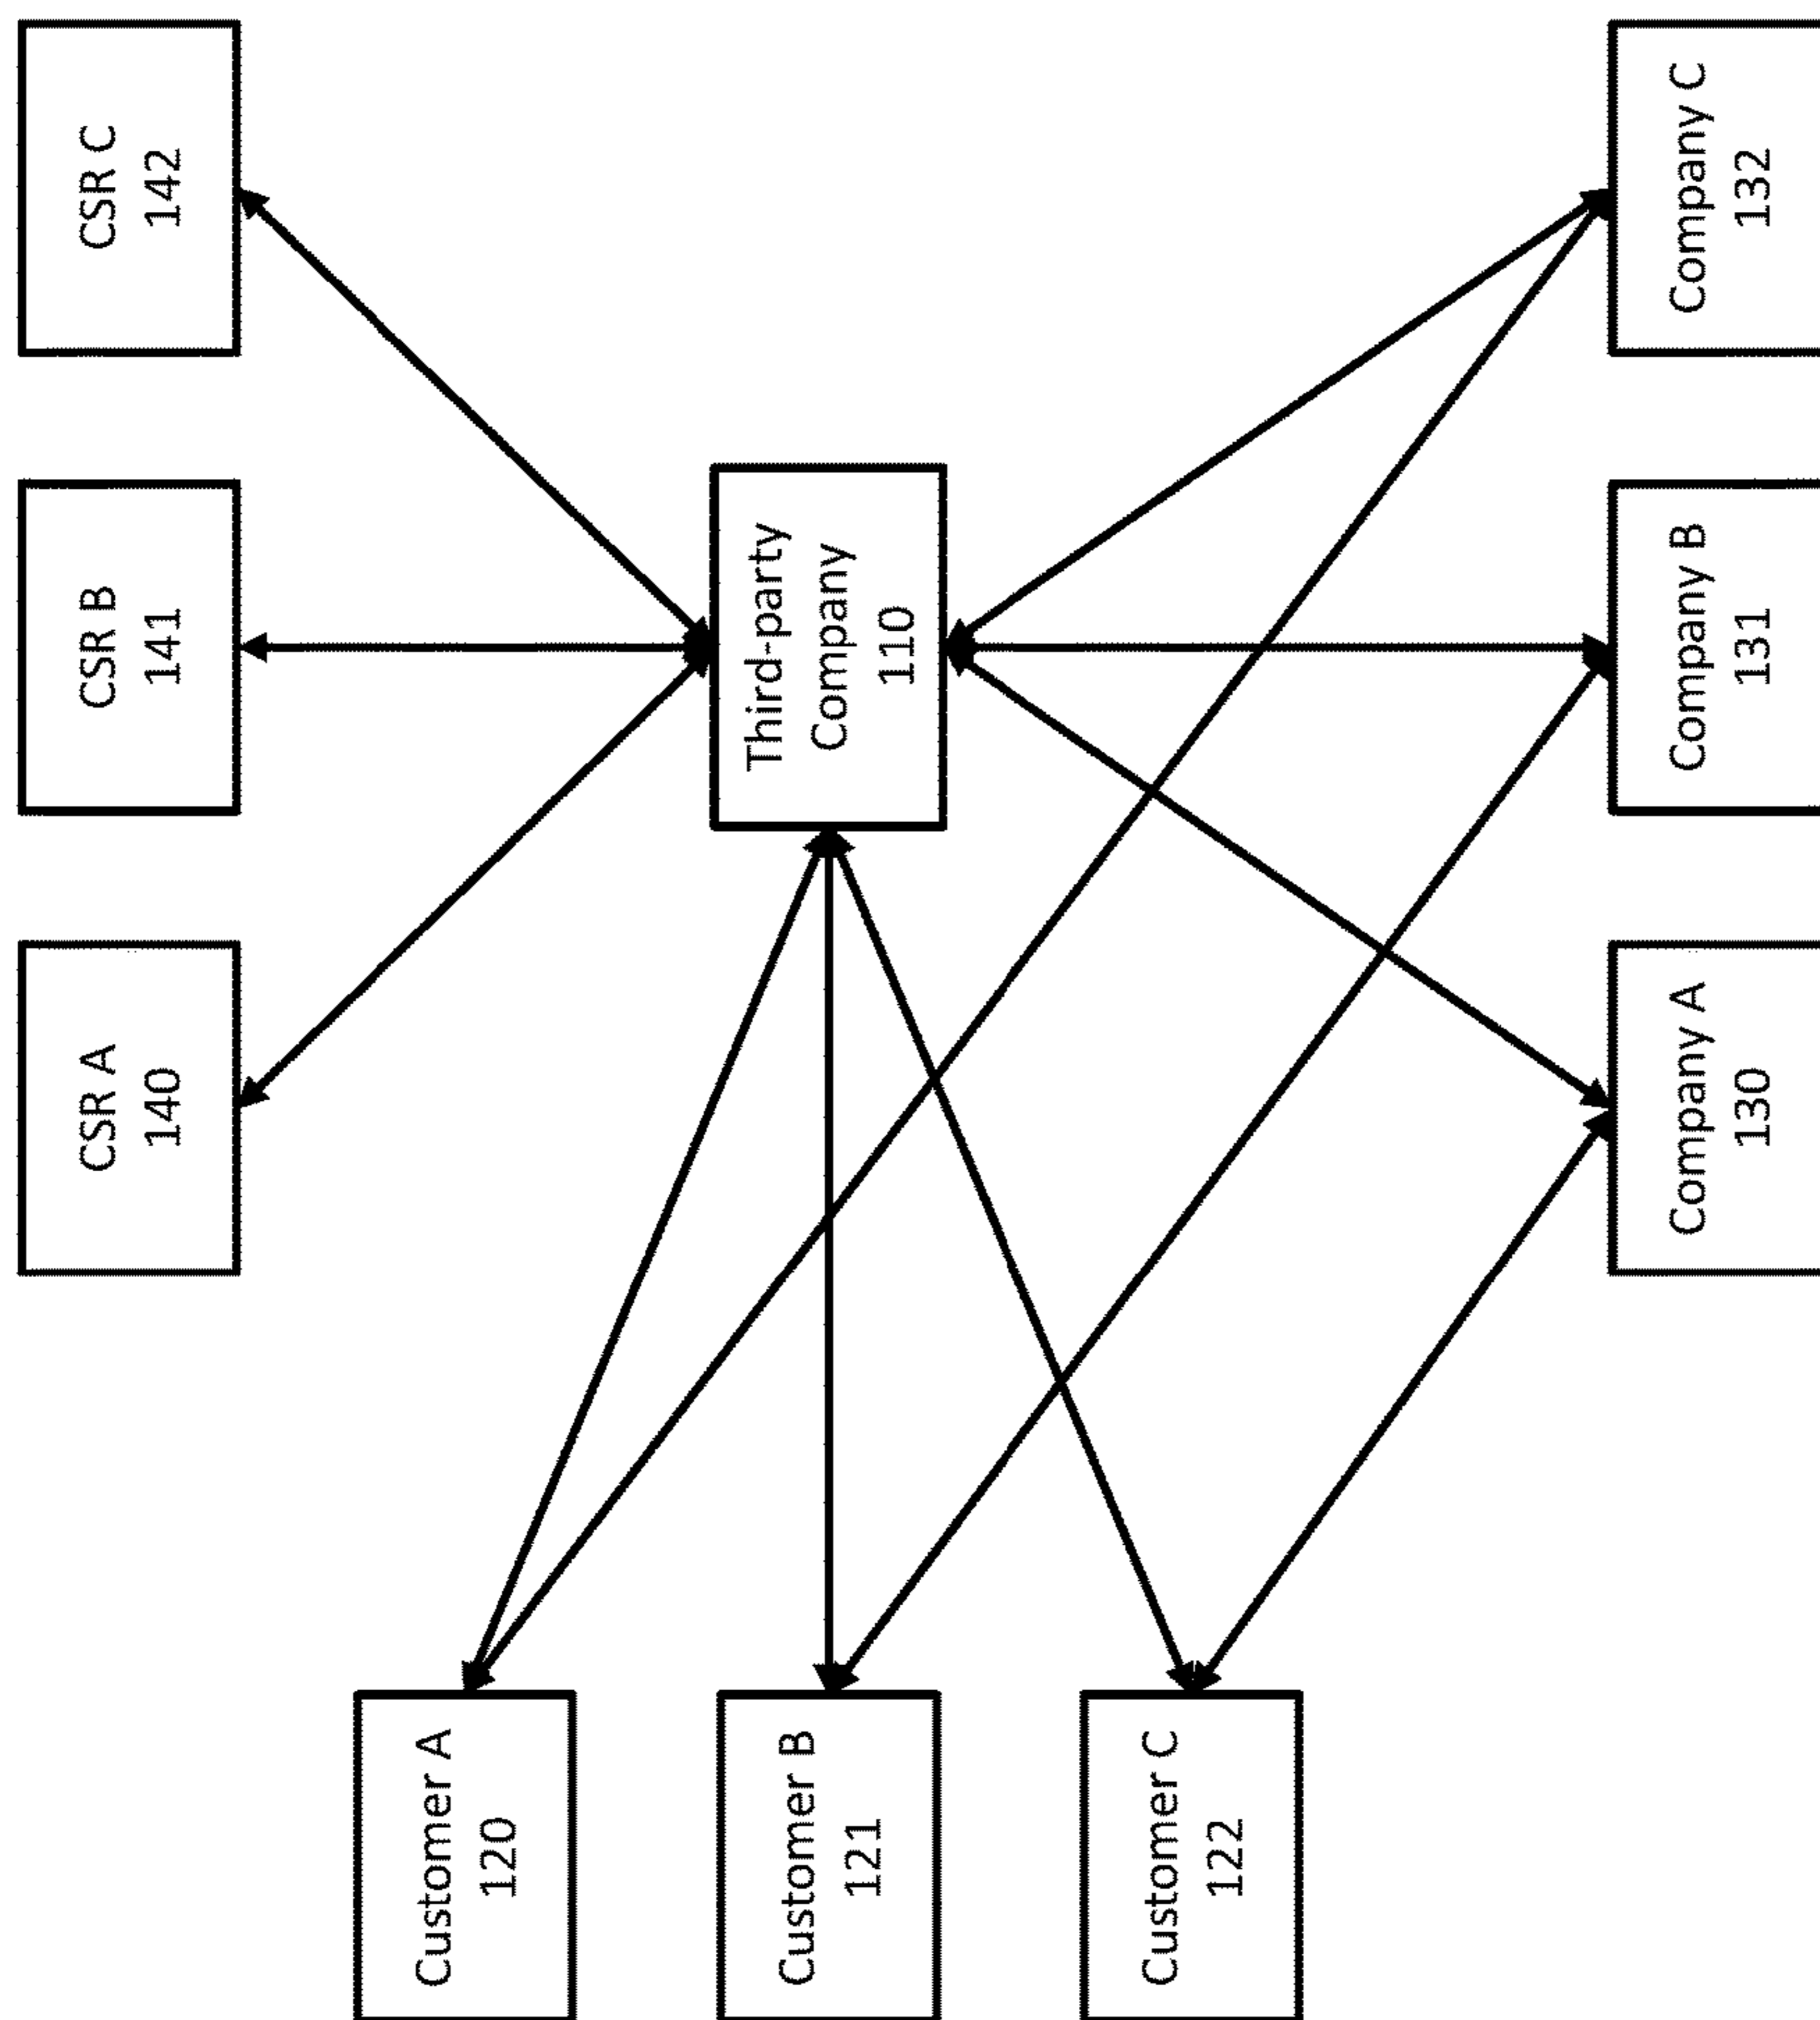 CSR A
140
CSR B
141
CSR C
142
Customer A
120
Customer B
121
Customer C
122
Third-party
Company
110
Company A
130
Company B
131
Company C
132